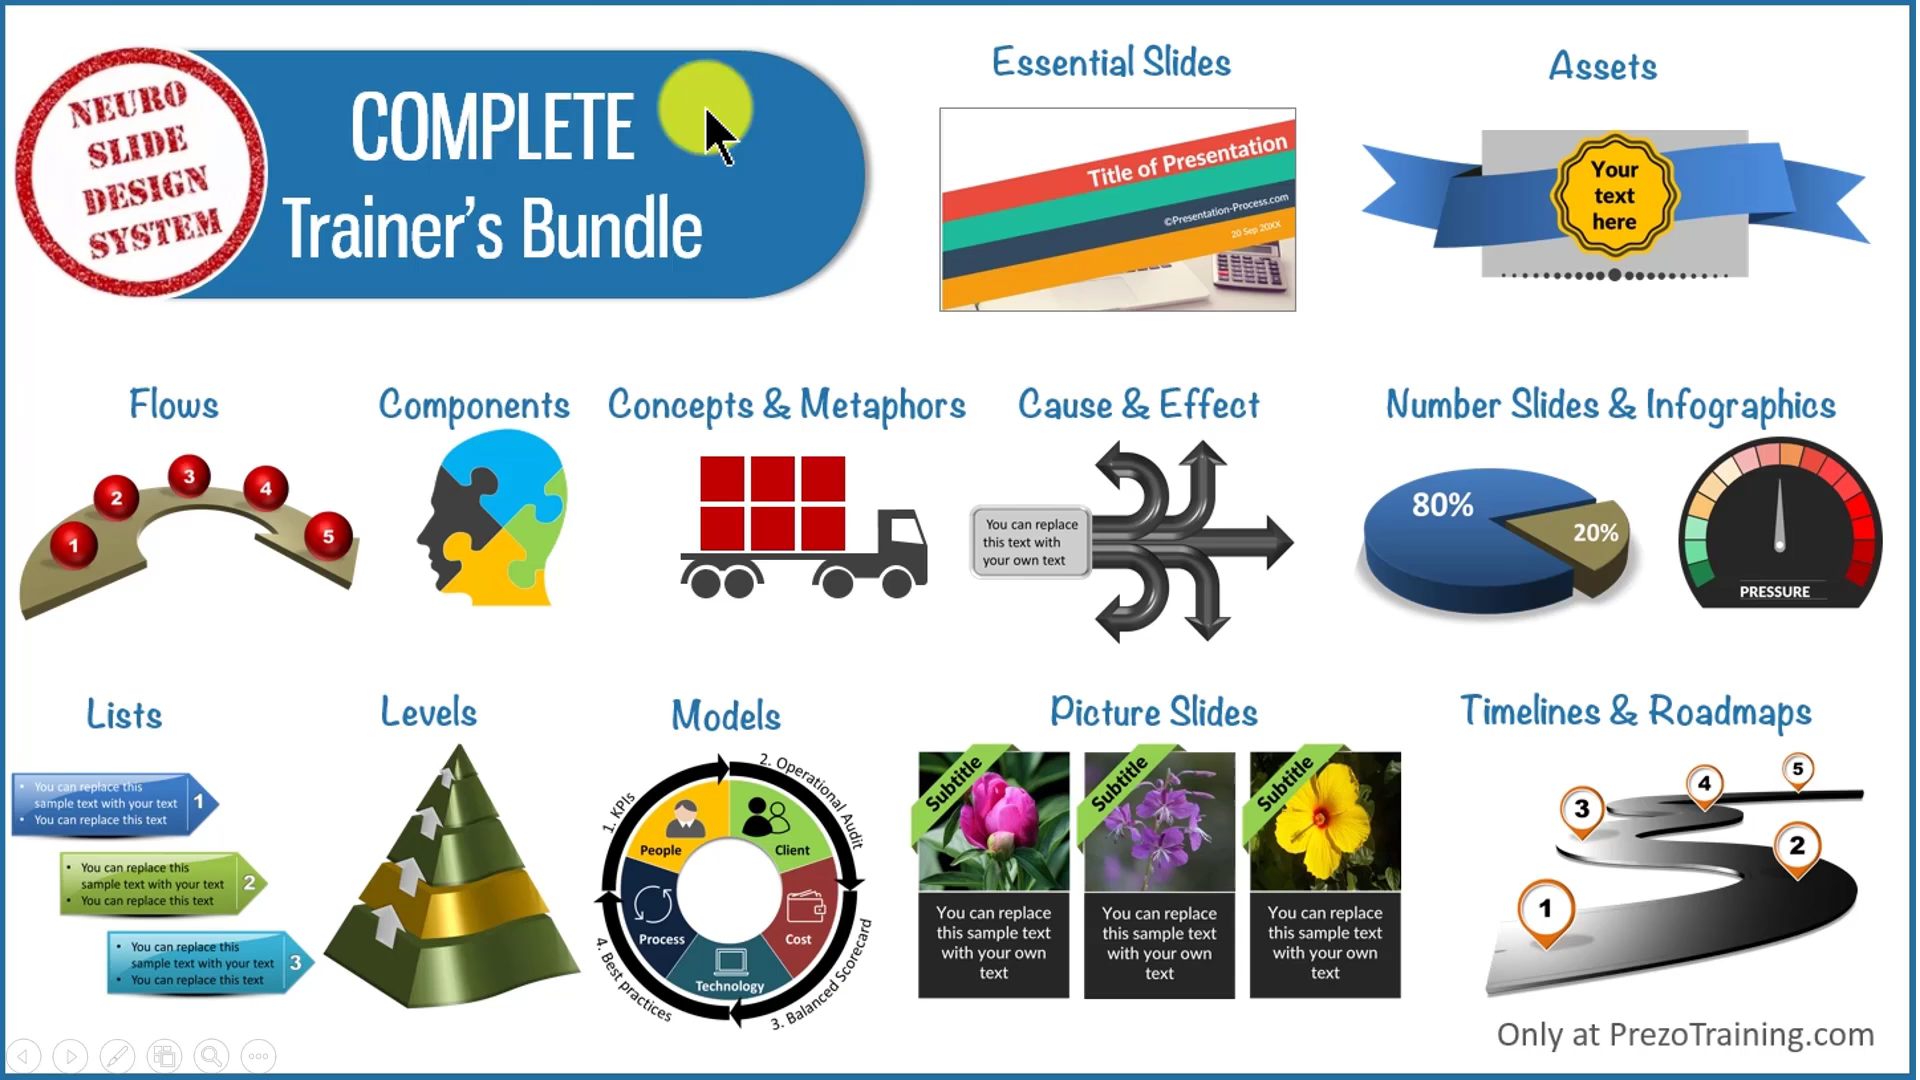 NEURO
SLIDE
DESIGN
SYSTEM
COMPLETE
Trainer's Bundle
Essential Slides
Title of Presentation
©Presentation-Process.com
20 Sep 20XX
Assets
Your
text
here
Flows
1
2
3
4
5
Components
Concepts & Metaphors
Cause & Effect
You can replace
this text with
your own text
Number Slides & Infographics
80%
20%
PRESSURE
Lists
• You can replace this
sample text with your text
• You can replace this text
1
• You can replace this
sample text with your text
• You can replace this text
2
• You can replace this
sample text with your text
• You can replace this text
3
Levels
Models
1. KPIs
2. Operational Audit
3. Balanced Scorecard
4. Best practices
People
Client
Process
Cost
Technology
Picture Slides
Subtitle
You can replace
this sample text
with your own
text
Subtitle
You can replace
this sample text
with your own
text
Subtitle
You can replace
this sample text
with your own
text
Timelines & Roadmaps
1
2
3
4
5
Only at PrezoTraining.com